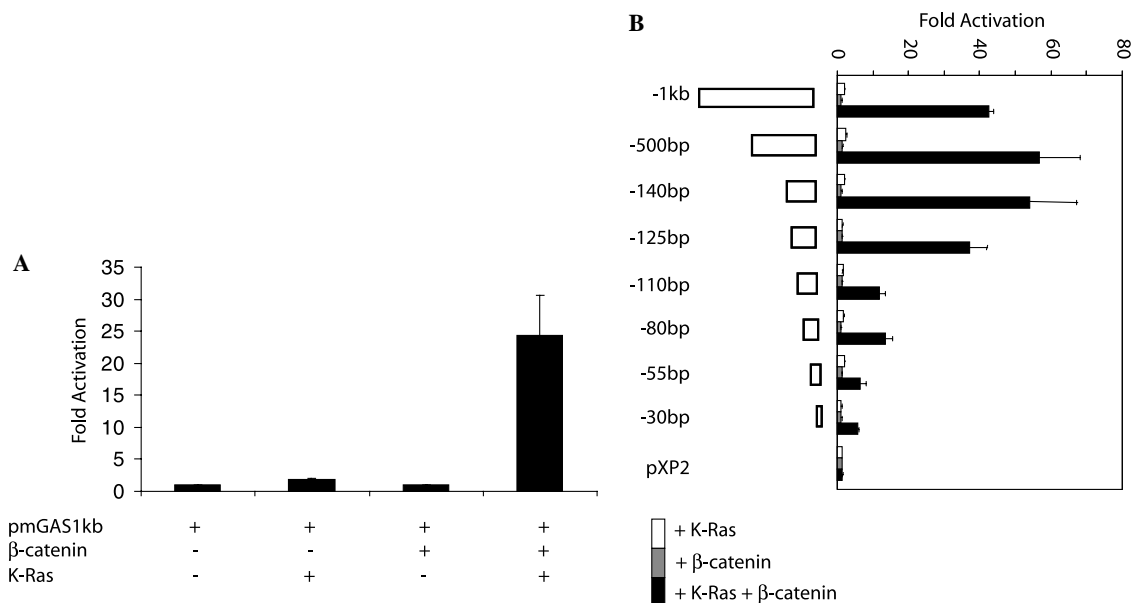 A
Fold Activation
35
30
25
20
15
10
5
0
pmGAS1kb + + + +
β-catenin - - + +
K-Ras - + - +
B
Fold Activation
0 20 40 60 80
-1kb
-500bp
-140bp
-125bp
-110bp
-80bp
-55bp
-30bp
pXP2
+ K-Ras
+ β-catenin
+ K-Ras + β-catenin